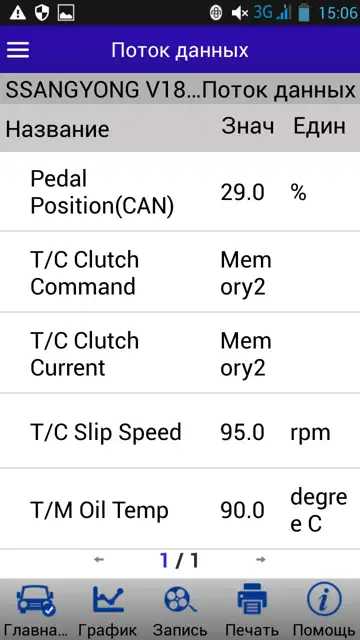 3G 15:06
Поток данных
SSANGYONG V18...Поток данных
Название Знач Един
Pedal
Position(CAN) 29.0 %
T/C Clutch
Command
Mem
ory2
T/C Clutch
Current
Mem
ory2
T/C Slip Speed 95.0 rpm
T/M Oil Temp 90.0
degre
e C
1 / 1
Главна... График Запись Печать Помощь